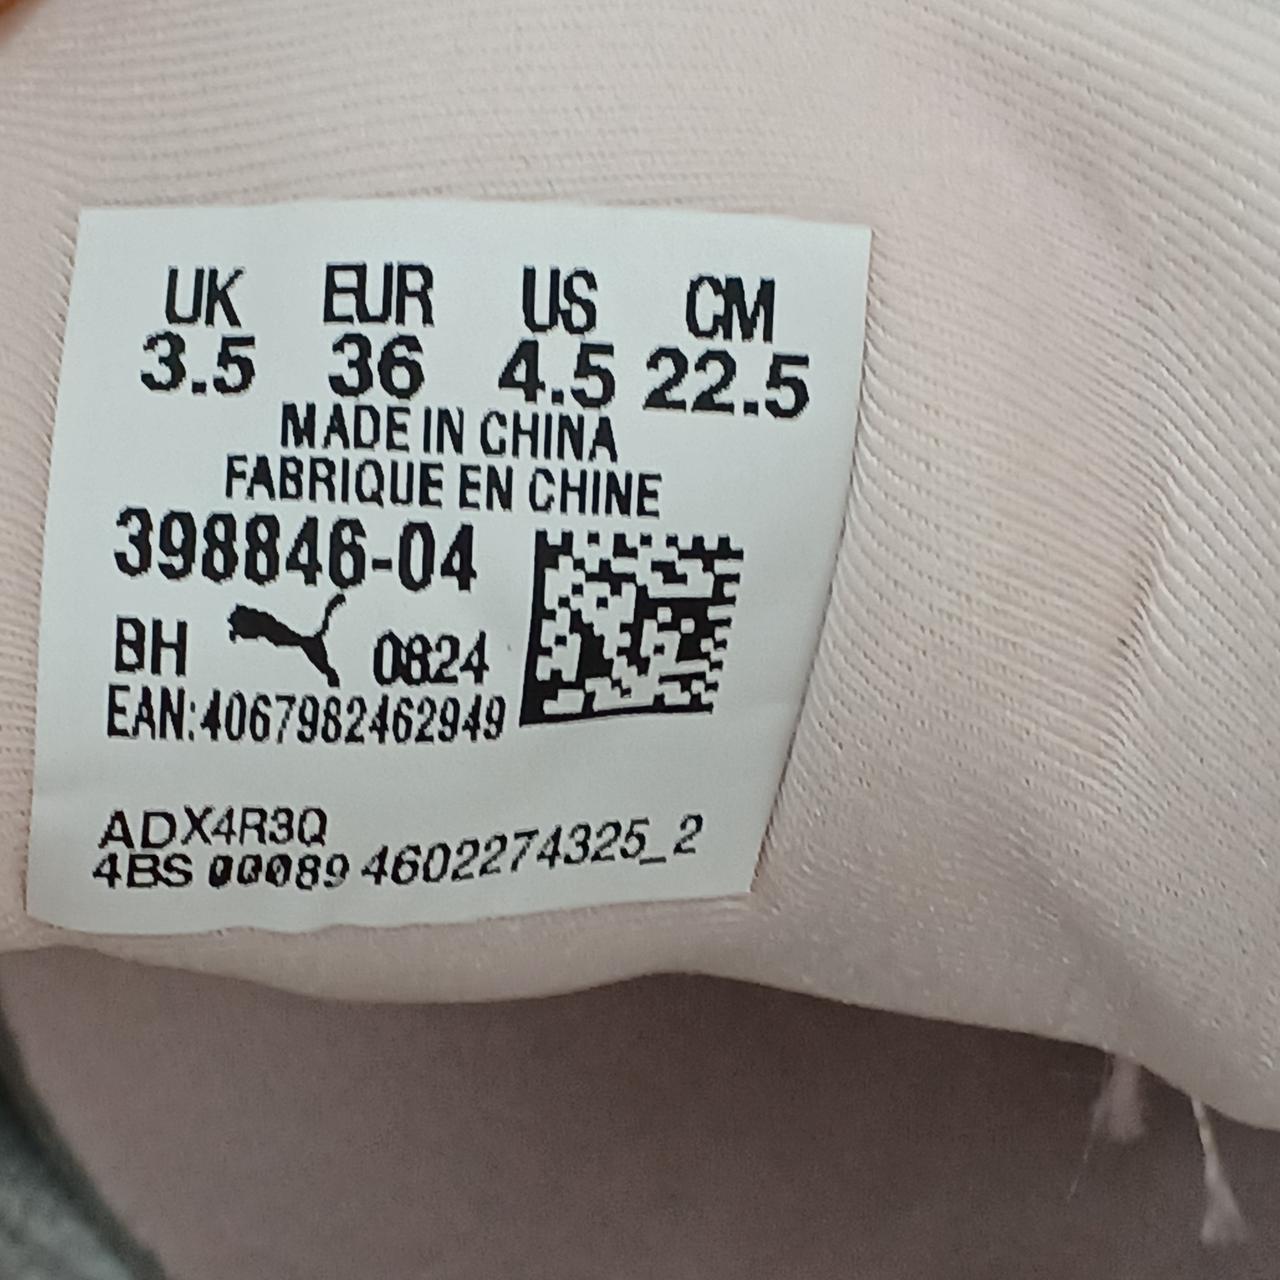 UK EUR US CM
3.5 36 4.5 22.5
MADE IN CHINA
FABRIQUE EN CHINE
398846-04
BH 0824
EAN:4067982462949
ADX4R3Q
4BS 00089 4602274325_2